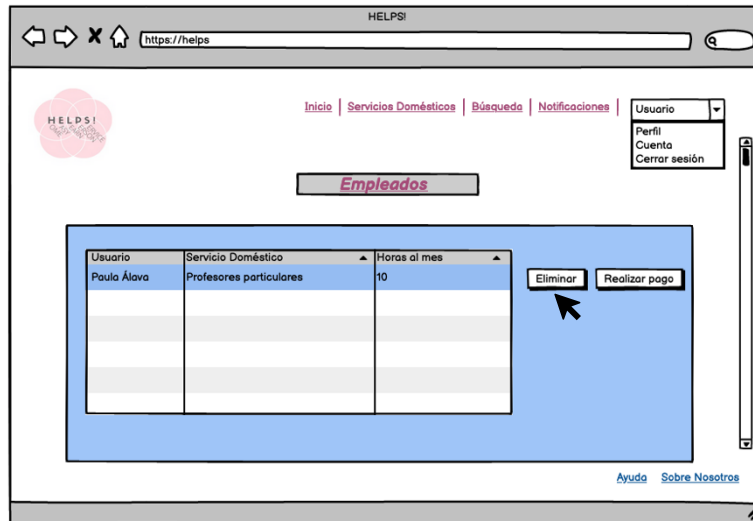 HELPS!
https://helps
HELPS!
Inicio Servicios Domésticos Búsqueda Notificaciones Usuario
Perfil
Cuenta
Cerrar sesión
Empleados
Usuario Servicio Doméstico Horas al mes
Paula Álava Profesores particulares 10 Eliminar Realizar pago
Ayuda Sobre Nosotros